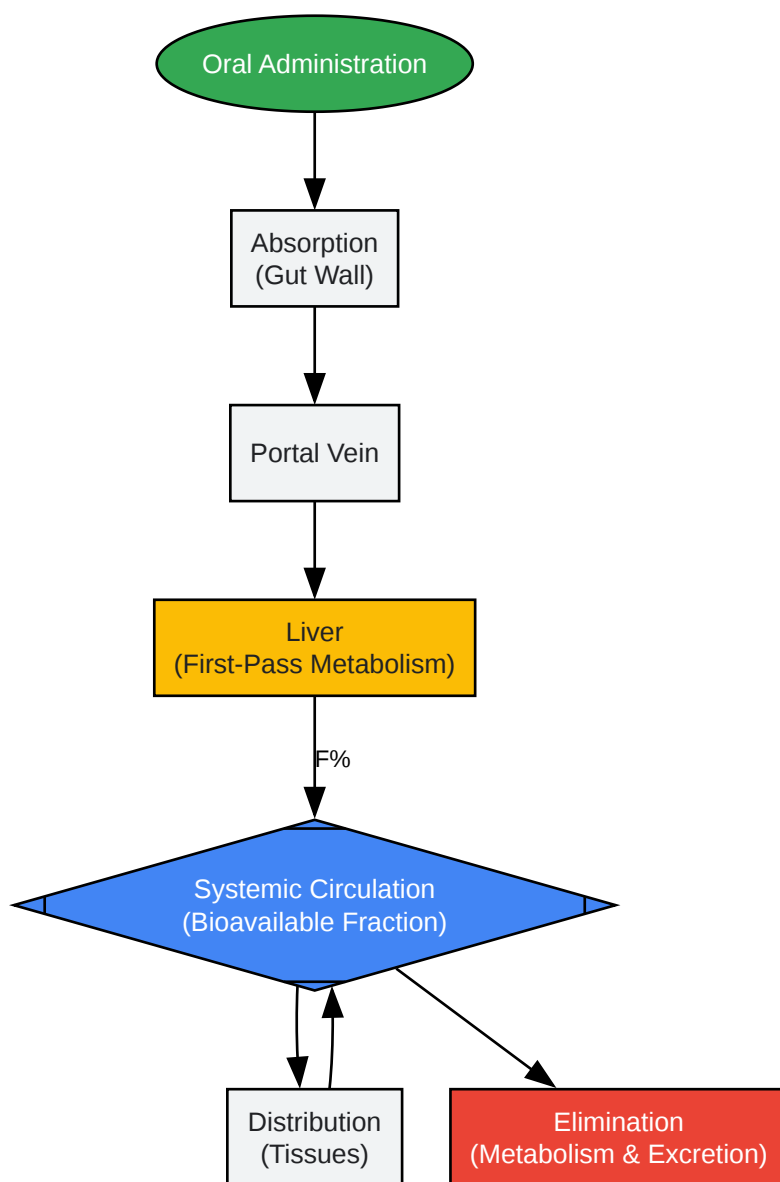 Oral Administration
Absorption
(Gut Wall)
Portal Vein
Liver
(First-Pass Metabolism)
F%
Systemic Circulation
(Bioavailable Fraction)
Distribution
(Tissues)
Elimination
(Metabolism & Excretion)